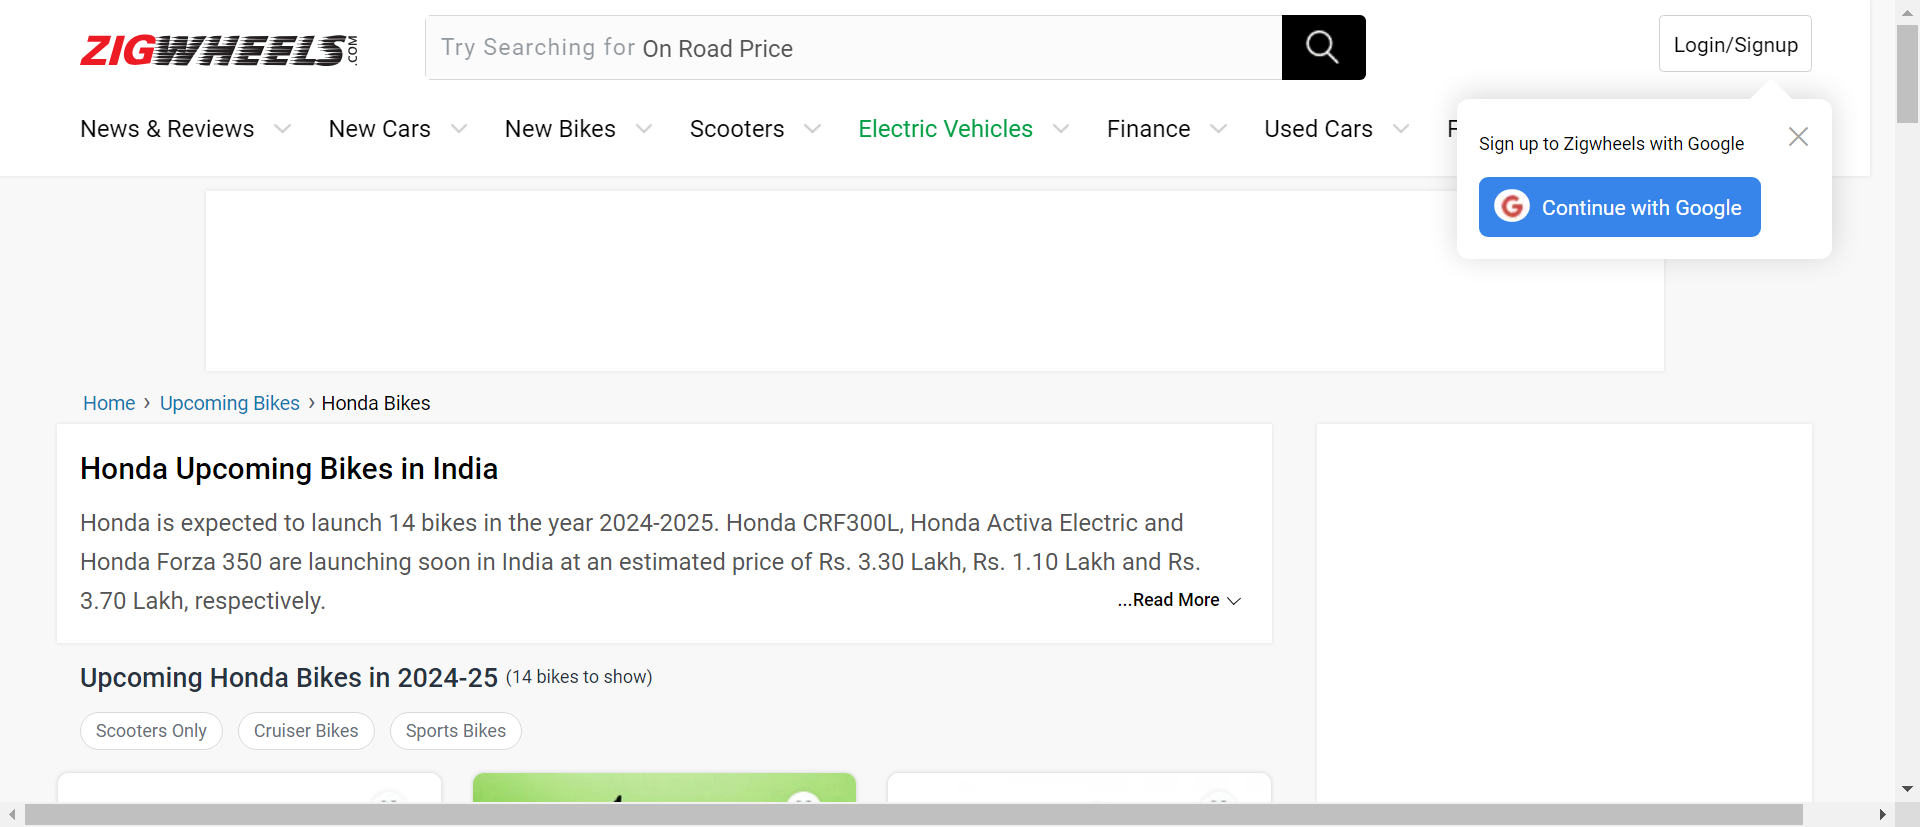 ZIGWHEELS.COM
Try Searching for On Road Price
Login/Signup
News & Reviews New Cars New Bikes Scooters Electric Vehicles Finance Used Cars F
Sign up to Zigwheels with Google
Continue with Google
Home › Upcoming Bikes › Honda Bikes
Honda Upcoming Bikes in India
Honda is expected to launch 14 bikes in the year 2024-2025. Honda CRF300L, Honda Activa Electric and
Honda Forza 350 are launching soon in India at an estimated price of Rs. 3.30 Lakh, Rs. 1.10 Lakh and Rs.
3.70 Lakh, respectively.
...Read More
Upcoming Honda Bikes in 2024-25 (14 bikes to show)
Scooters Only Cruiser Bikes Sports Bikes